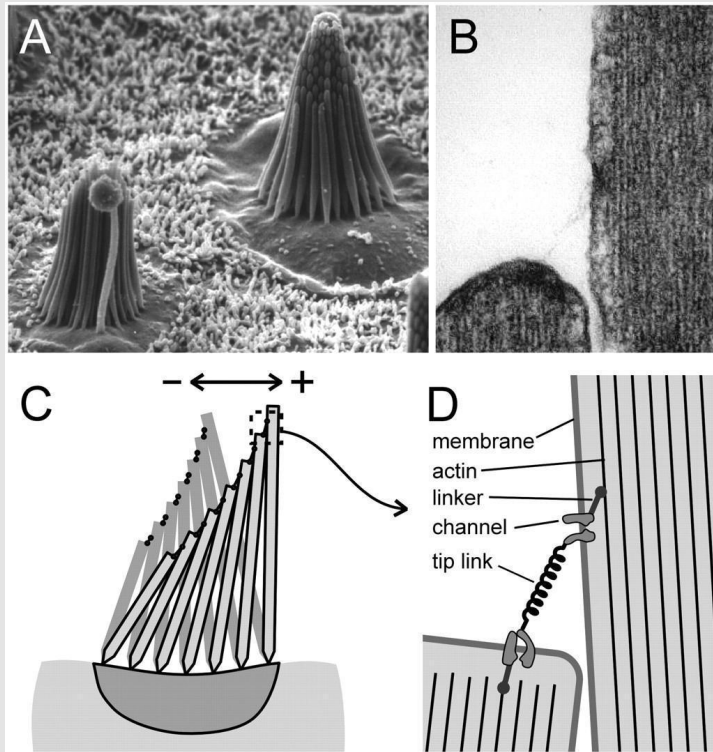 A
B
C
− +
D
membrane
actin
linker
channel
tip link